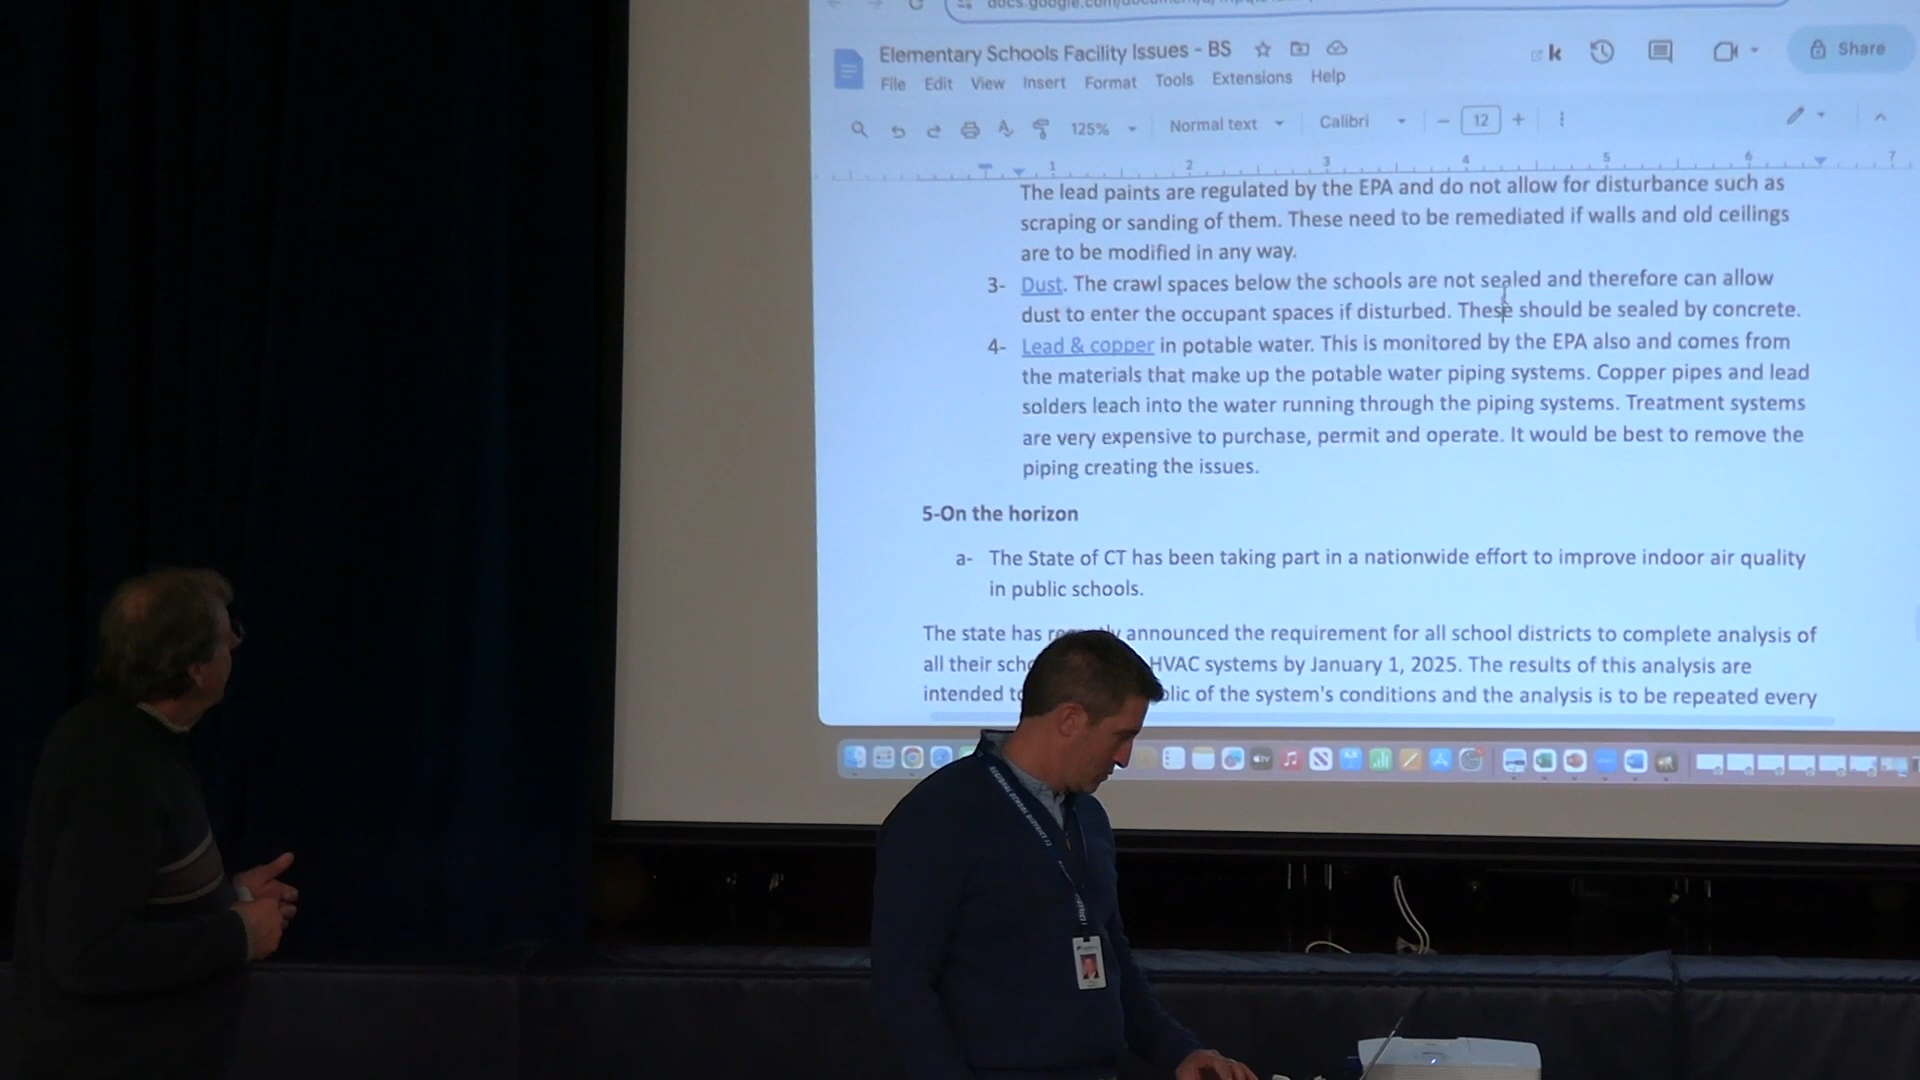 Elementary Schools Facility Issues - BS
k
Share
File Edit View Insert Format Tools Extensions Help
125% Normal text Calibri 12
1 2 3 4 5 6 7
The lead paints are regulated by the EPA and do not allow for disturbance such as
scraping or sanding of them. These need to be remediated if walls and old ceilings
are to be modified in any way.
3- Dust. The crawl spaces below the schools are not sealed and therefore can allow
dust to enter the occupant spaces if disturbed. These should be sealed by concrete.
4- Lead & copper in potable water. This is monitored by the EPA also and comes from
the materials that make up the potable water piping systems. Copper pipes and lead
solders leach into the water running through the piping systems. Treatment systems
are very expensive to purchase, permit and operate. It would be best to remove the
piping creating the issues.
5-On the horizon
a- The State of CT has been taking part in a nationwide effort to improve indoor air quality
in public schools.
The state has announced the requirement for all school districts to complete analysis of
all their HVAC systems by January 1, 2025. The results of this analysis are
intended of the system's conditions and the analysis is to be repeated every